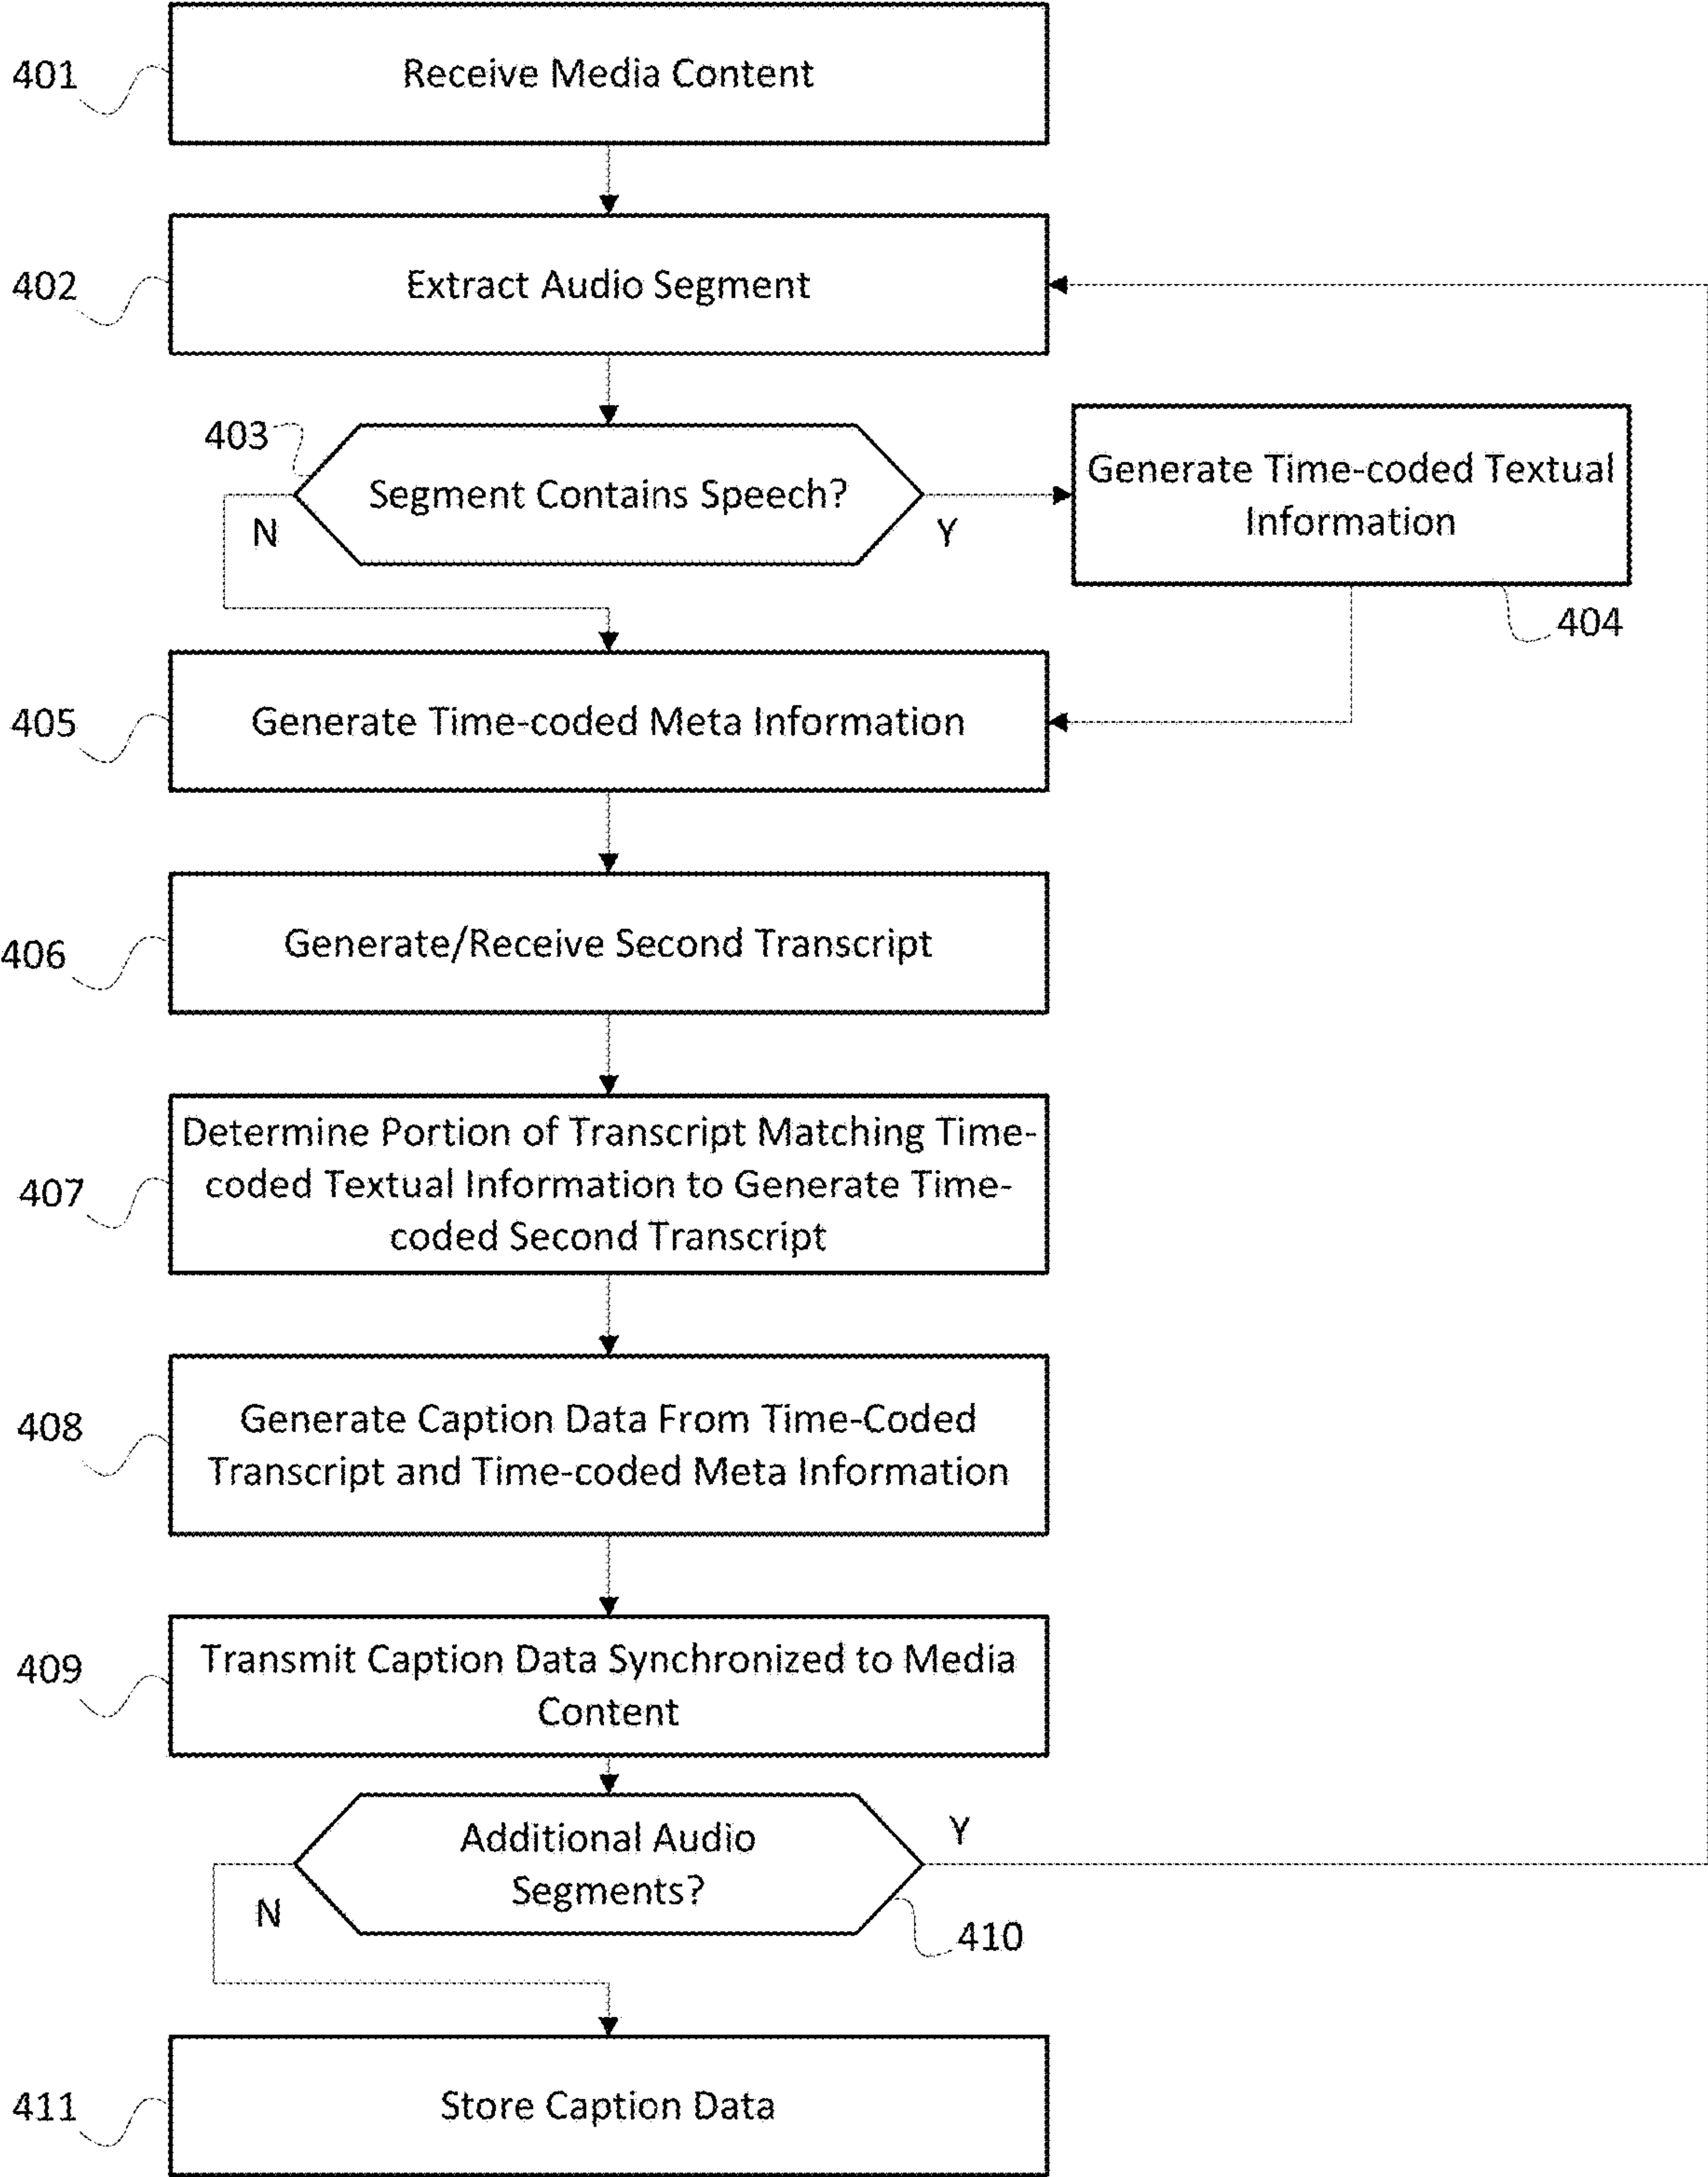 401
Receive Media Content
402
Extract Audio Segment
403
Segment Contains Speech?
N
Y
Generate Time-coded Textual
Information
404
405
Generate Time-coded Meta Information
406
Generate/Receive Second Transcript
407
Determine Portion of Transcript Matching Time-
coded Textual Information to Generate Time-
coded Second Transcript
408
Generate Caption Data From Time-Coded
Transcript and Time-coded Meta Information
409
Transmit Caption Data Synchronized to Media
Content
Additional Audio
Segments?
Y
N
410
411
Store Caption Data